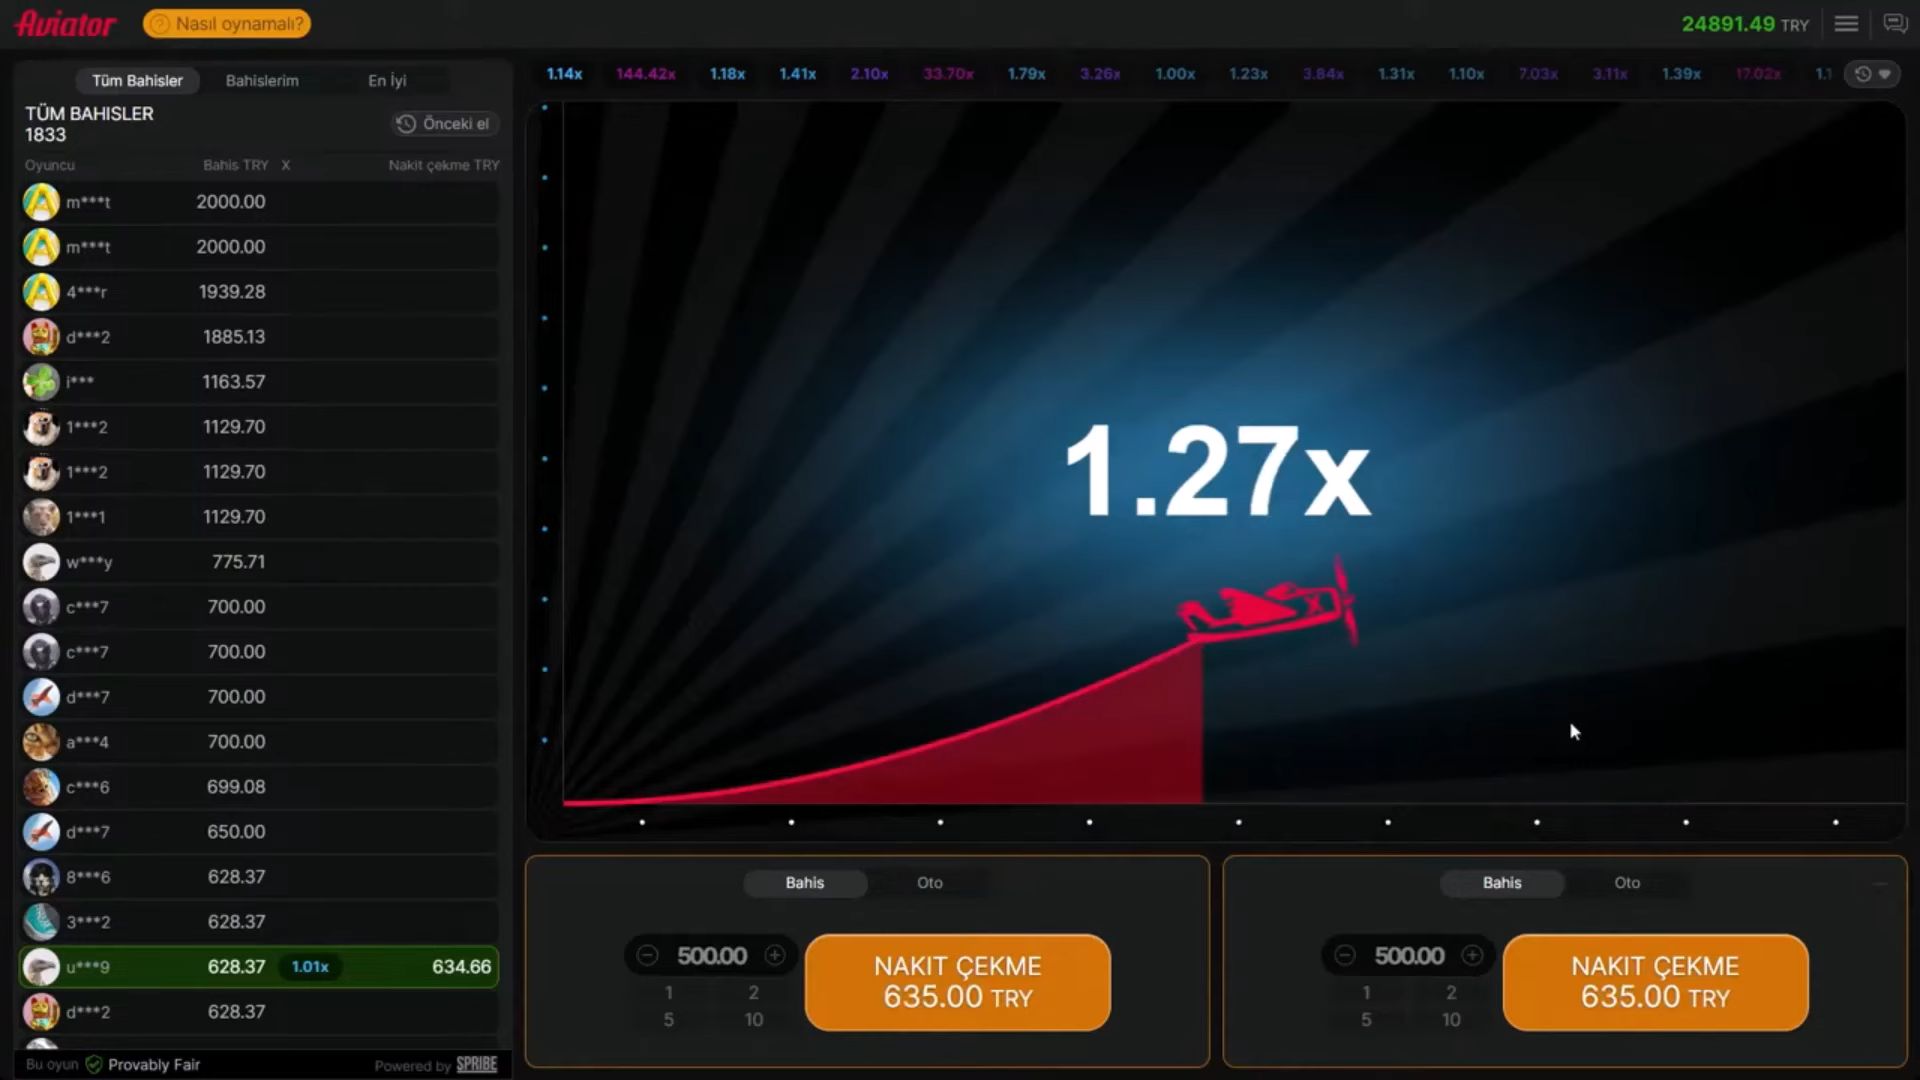 Aviator
? Nasıl oynamalı?
24891.49 TRY
Tüm Bahisler Bahislerim En İyi
1.14x 144.42x 1.18x 1.41x 2.10x 33.70x 1.79x 3.26x 1.00x 1.23x 3.84x 1.31x 1.10x 7.03x 3.11x 1.39x 17.02x
TÜM BAHISLER
1833
Önceki el
Oyuncu Bahis TRY X Nakit çekme TRY
m***t 2000.00
m***t 2000.00
4***r 1939.28
d***2 1885.13
i*** 1163.57
1***2 1129.70
1***2 1129.70
1***1 1129.70
w***y 775.71
c***7 700.00
c***7 700.00
d***7 700.00
a***4 700.00
c***6 699.08
d***7 650.00
8***6 628.37
3***2 628.37
u***9 628.37 1.01x 634.66
d***2 628.37
Bu oyun Provably Fair
Powered by SPRIBE
1.27x
X
Bahis Oto
500.00
1 2
5 10
NAKIT ÇEKME
635.00 TRY
Bahis Oto
500.00
1 2
5 10
NAKIT ÇEKME
635.00 TRY